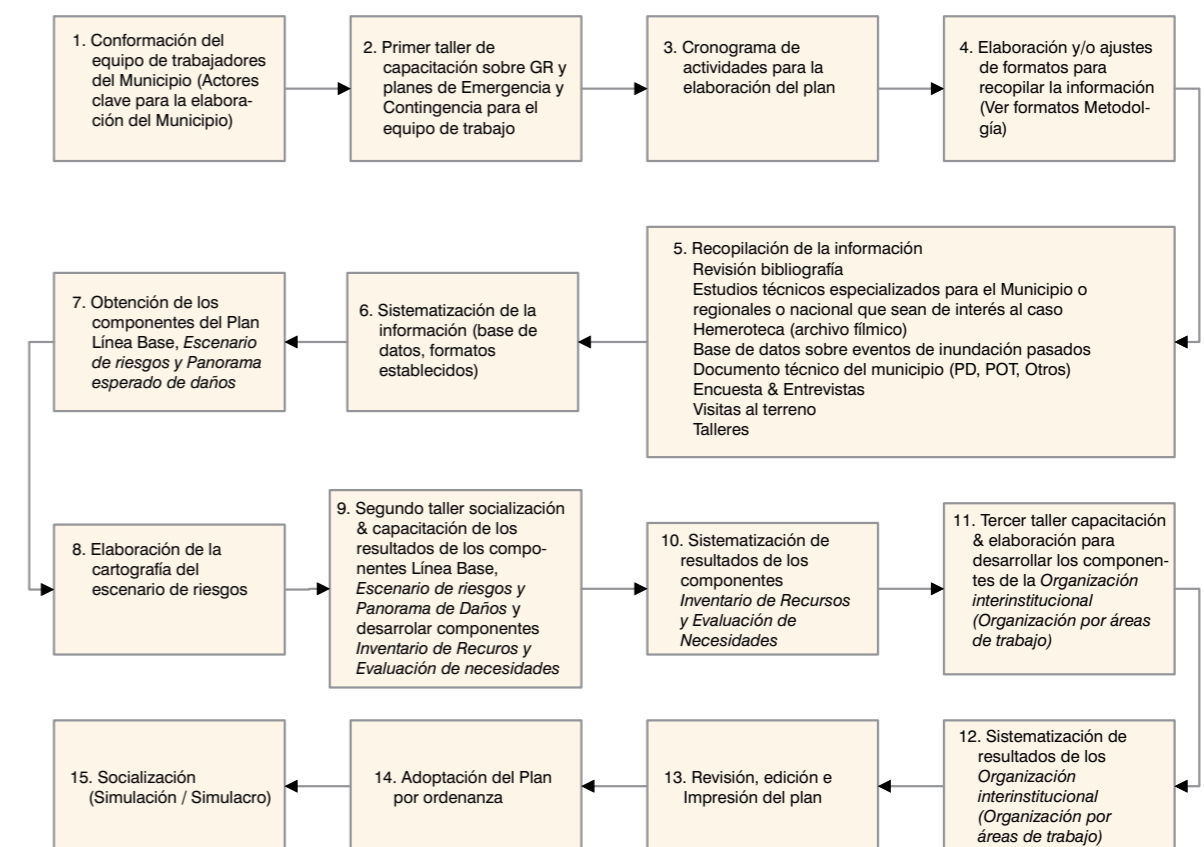 1. Conformación del
equipo de trabajadores
del Municipio (Actores
clave para la elabora-
ción del Municipio)
2. Primer taller de
capacitación sobre GR y
planes de Emergencia y
Contingencia para el
equipo de trabajo
3. Cronograma de
actividades para la
elaboración del plan
4. Elaboración y/o ajustes
de formatos para
recopilar la información
(Ver formatos Metodol-
gía)
5. Recopilación de la información
Revisión bibliografía
Estudios técnicos especializados para el Municipio o
regionales o nacional que sean de interés al caso
Hemeroteca (archivo fílmico)
Base de datos sobre eventos de inundación pasados
Documento técnico del municipio (PD, POT, Otros)
Encuesta & Entrevistas
Visitas al terreno
Talleres
6. Sistematización de la
información (base de
datos, formatos
establecidos)
7. Obtención de los
componentes del Plan
Línea Base, Escenario
de riesgos y Panorama
esperado de daños
8. Elaboración de la
cartografía del
escenario de riesgos
9. Segundo taller socialización
& capacitación de los
resultados de los compo-
nentes Línea Base,
Escenario de riesgos y
Panorama de Daños y
desarrolar componentes
Inventario de Recuros y
Evaluación de necesidades
10. Sistematización de
resultados de los
componentes
Inventario de Recursos
y Evaluación de
Necesidades
11. Tercer taller capacitación
& elaboración para
desarrollar los componen-
tes de la Organización
interinstitucional
(Organización por áreas
de trabajo)
12. Sistematización de
resultados de los
Organización
interinstitucional
(Organización por
áreas de trabajo)
13. Revisión, edición e
Impresión del plan
14. Adoptación del Plan
por ordenanza
15. Socialización
(Simulación / Simulacro)